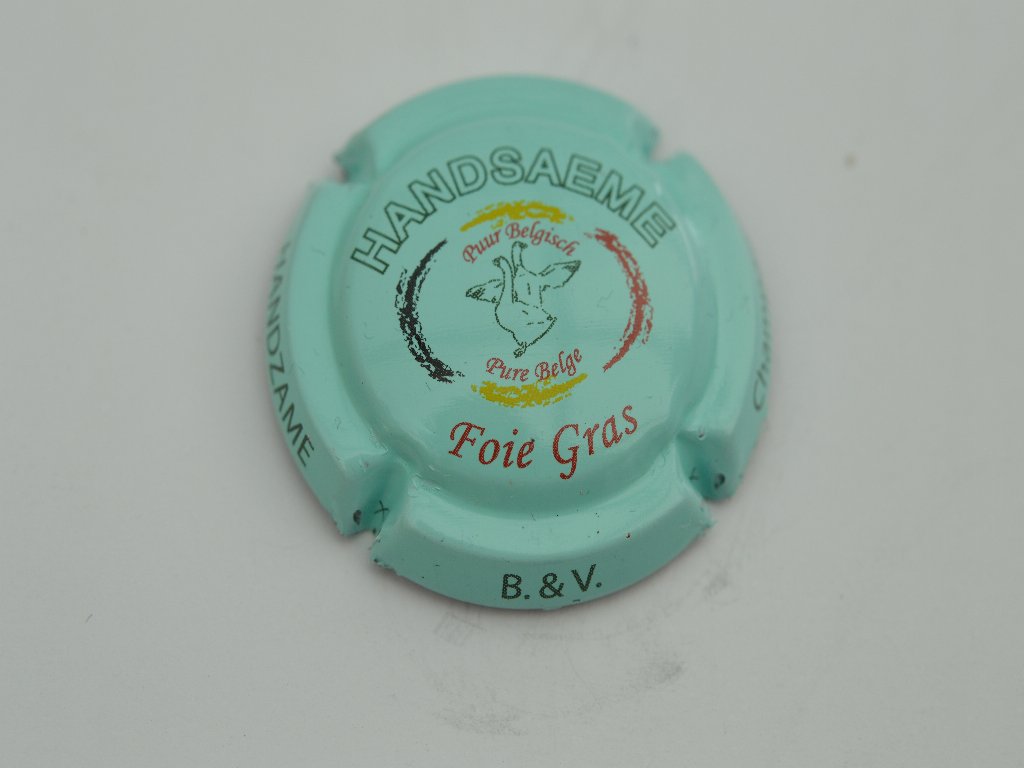 HANDSAEME
Puur Belgisch
Pure Belge
Foie Gras
HANDZAME
B. & V.